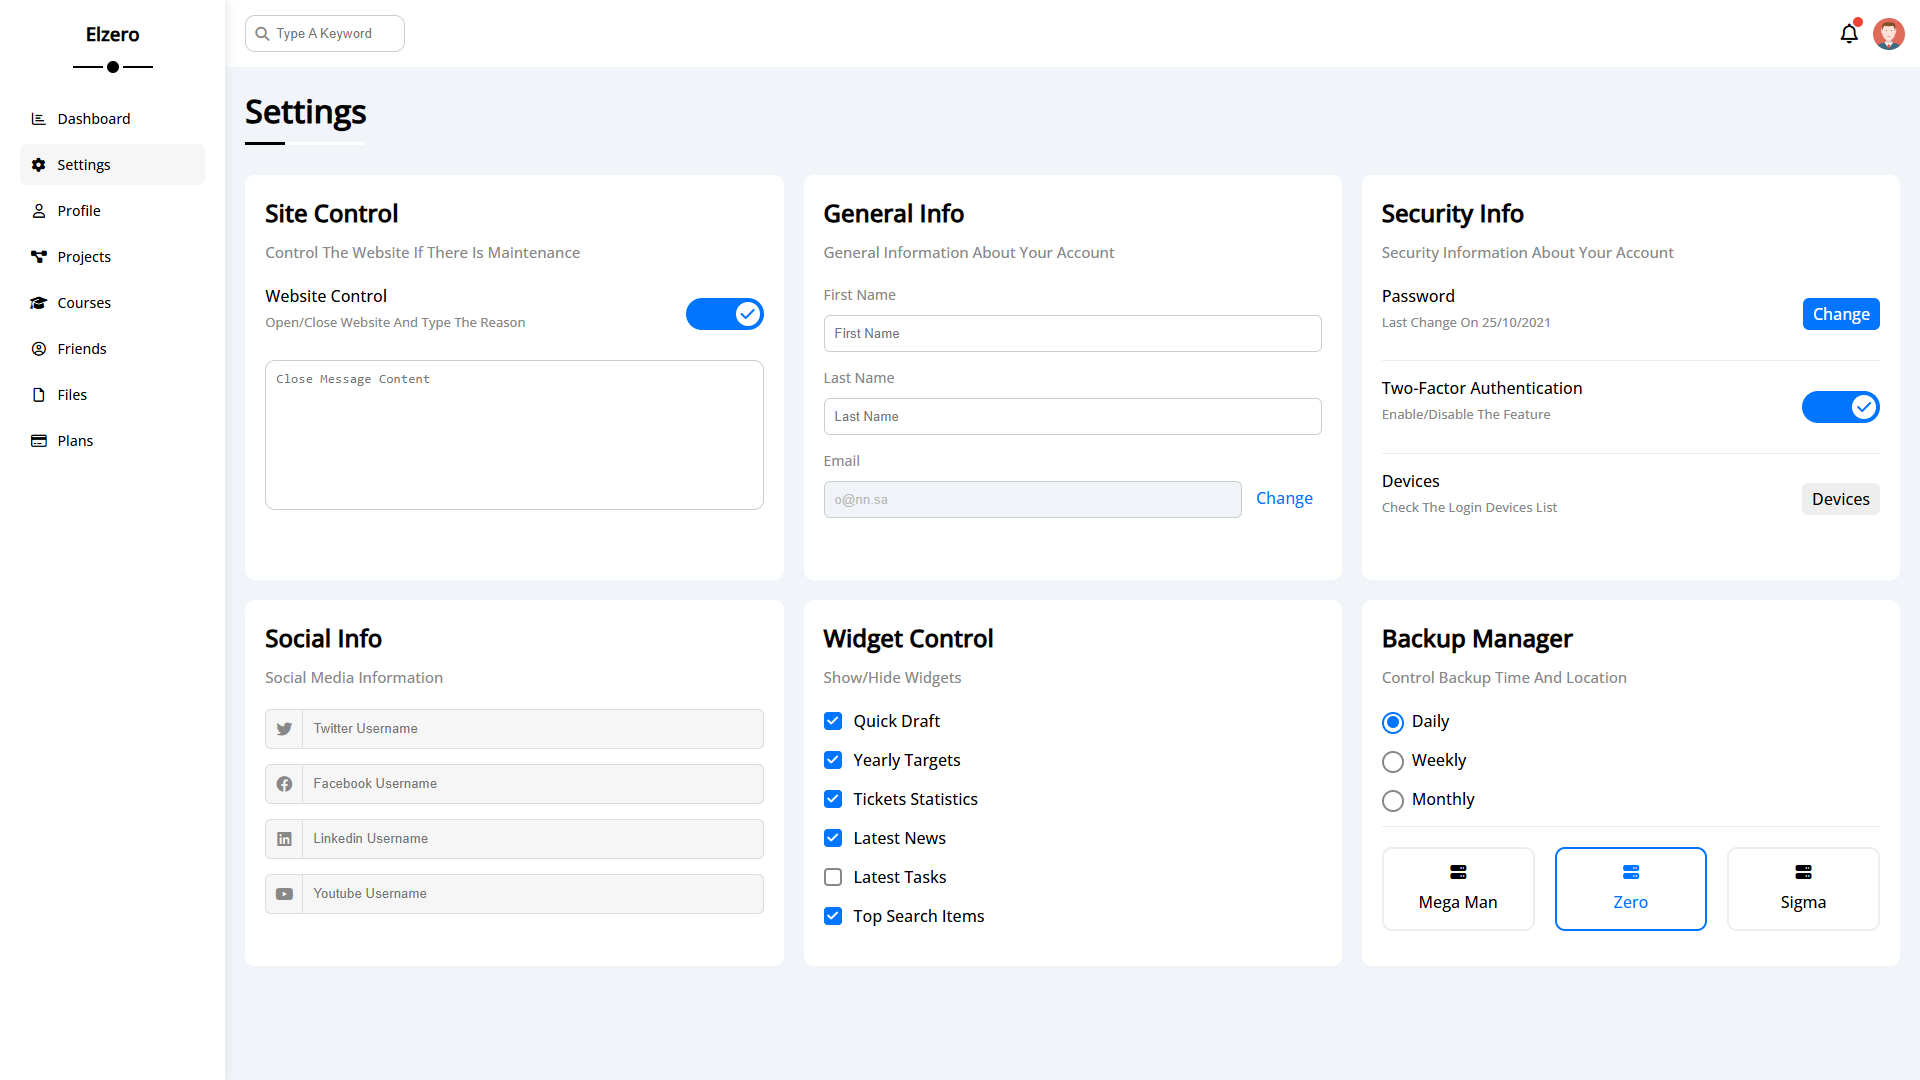 Elzero
Type A Keyword
Dashboard
Settings
Profile
Projects
Courses
Friends
Files
Plans
Settings
Site Control
Control The Website If There Is Maintenance
Website Control
Open/Close Website And Type The Reason
Close Message Content
General Info
General Information About Your Account
First Name
First Name
Last Name
Last Name
Email
o@nn.sa
Change
Security Info
Security Information About Your Account
Password
Last Change On 25/10/2021
Change
Two-Factor Authentication
Enable/Disable The Feature
Devices
Check The Login Devices List
Devices
Social Info
Social Media Information
Twitter Username
Facebook Username
Linkedin Username
Youtube Username
Widget Control
Show/Hide Widgets
Quick Draft
Yearly Targets
Tickets Statistics
Latest News
Latest Tasks
Top Search Items
Backup Manager
Control Backup Time And Location
Daily
Weekly
Monthly
Mega Man
Zero
Sigma